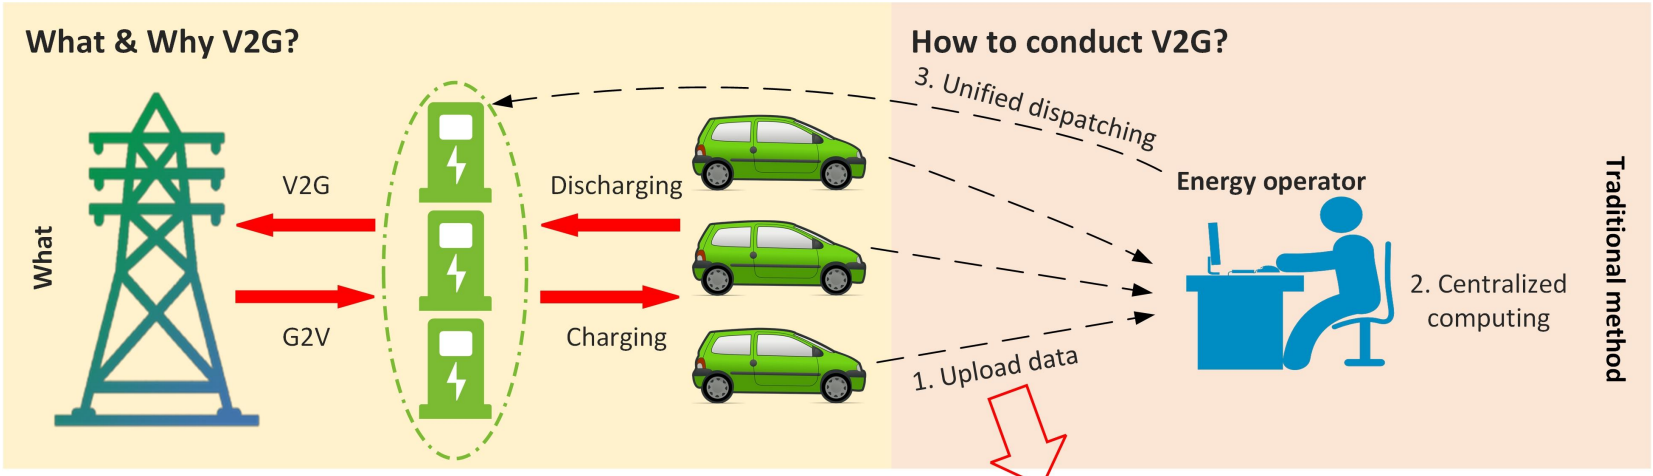 What & Why V2G?
What
V2G
G2V
Discharging
Charging
How to conduct V2G?
3. Unified dispatching
Energy operator
2. Centralized
computing
1. Upload data
Traditional method